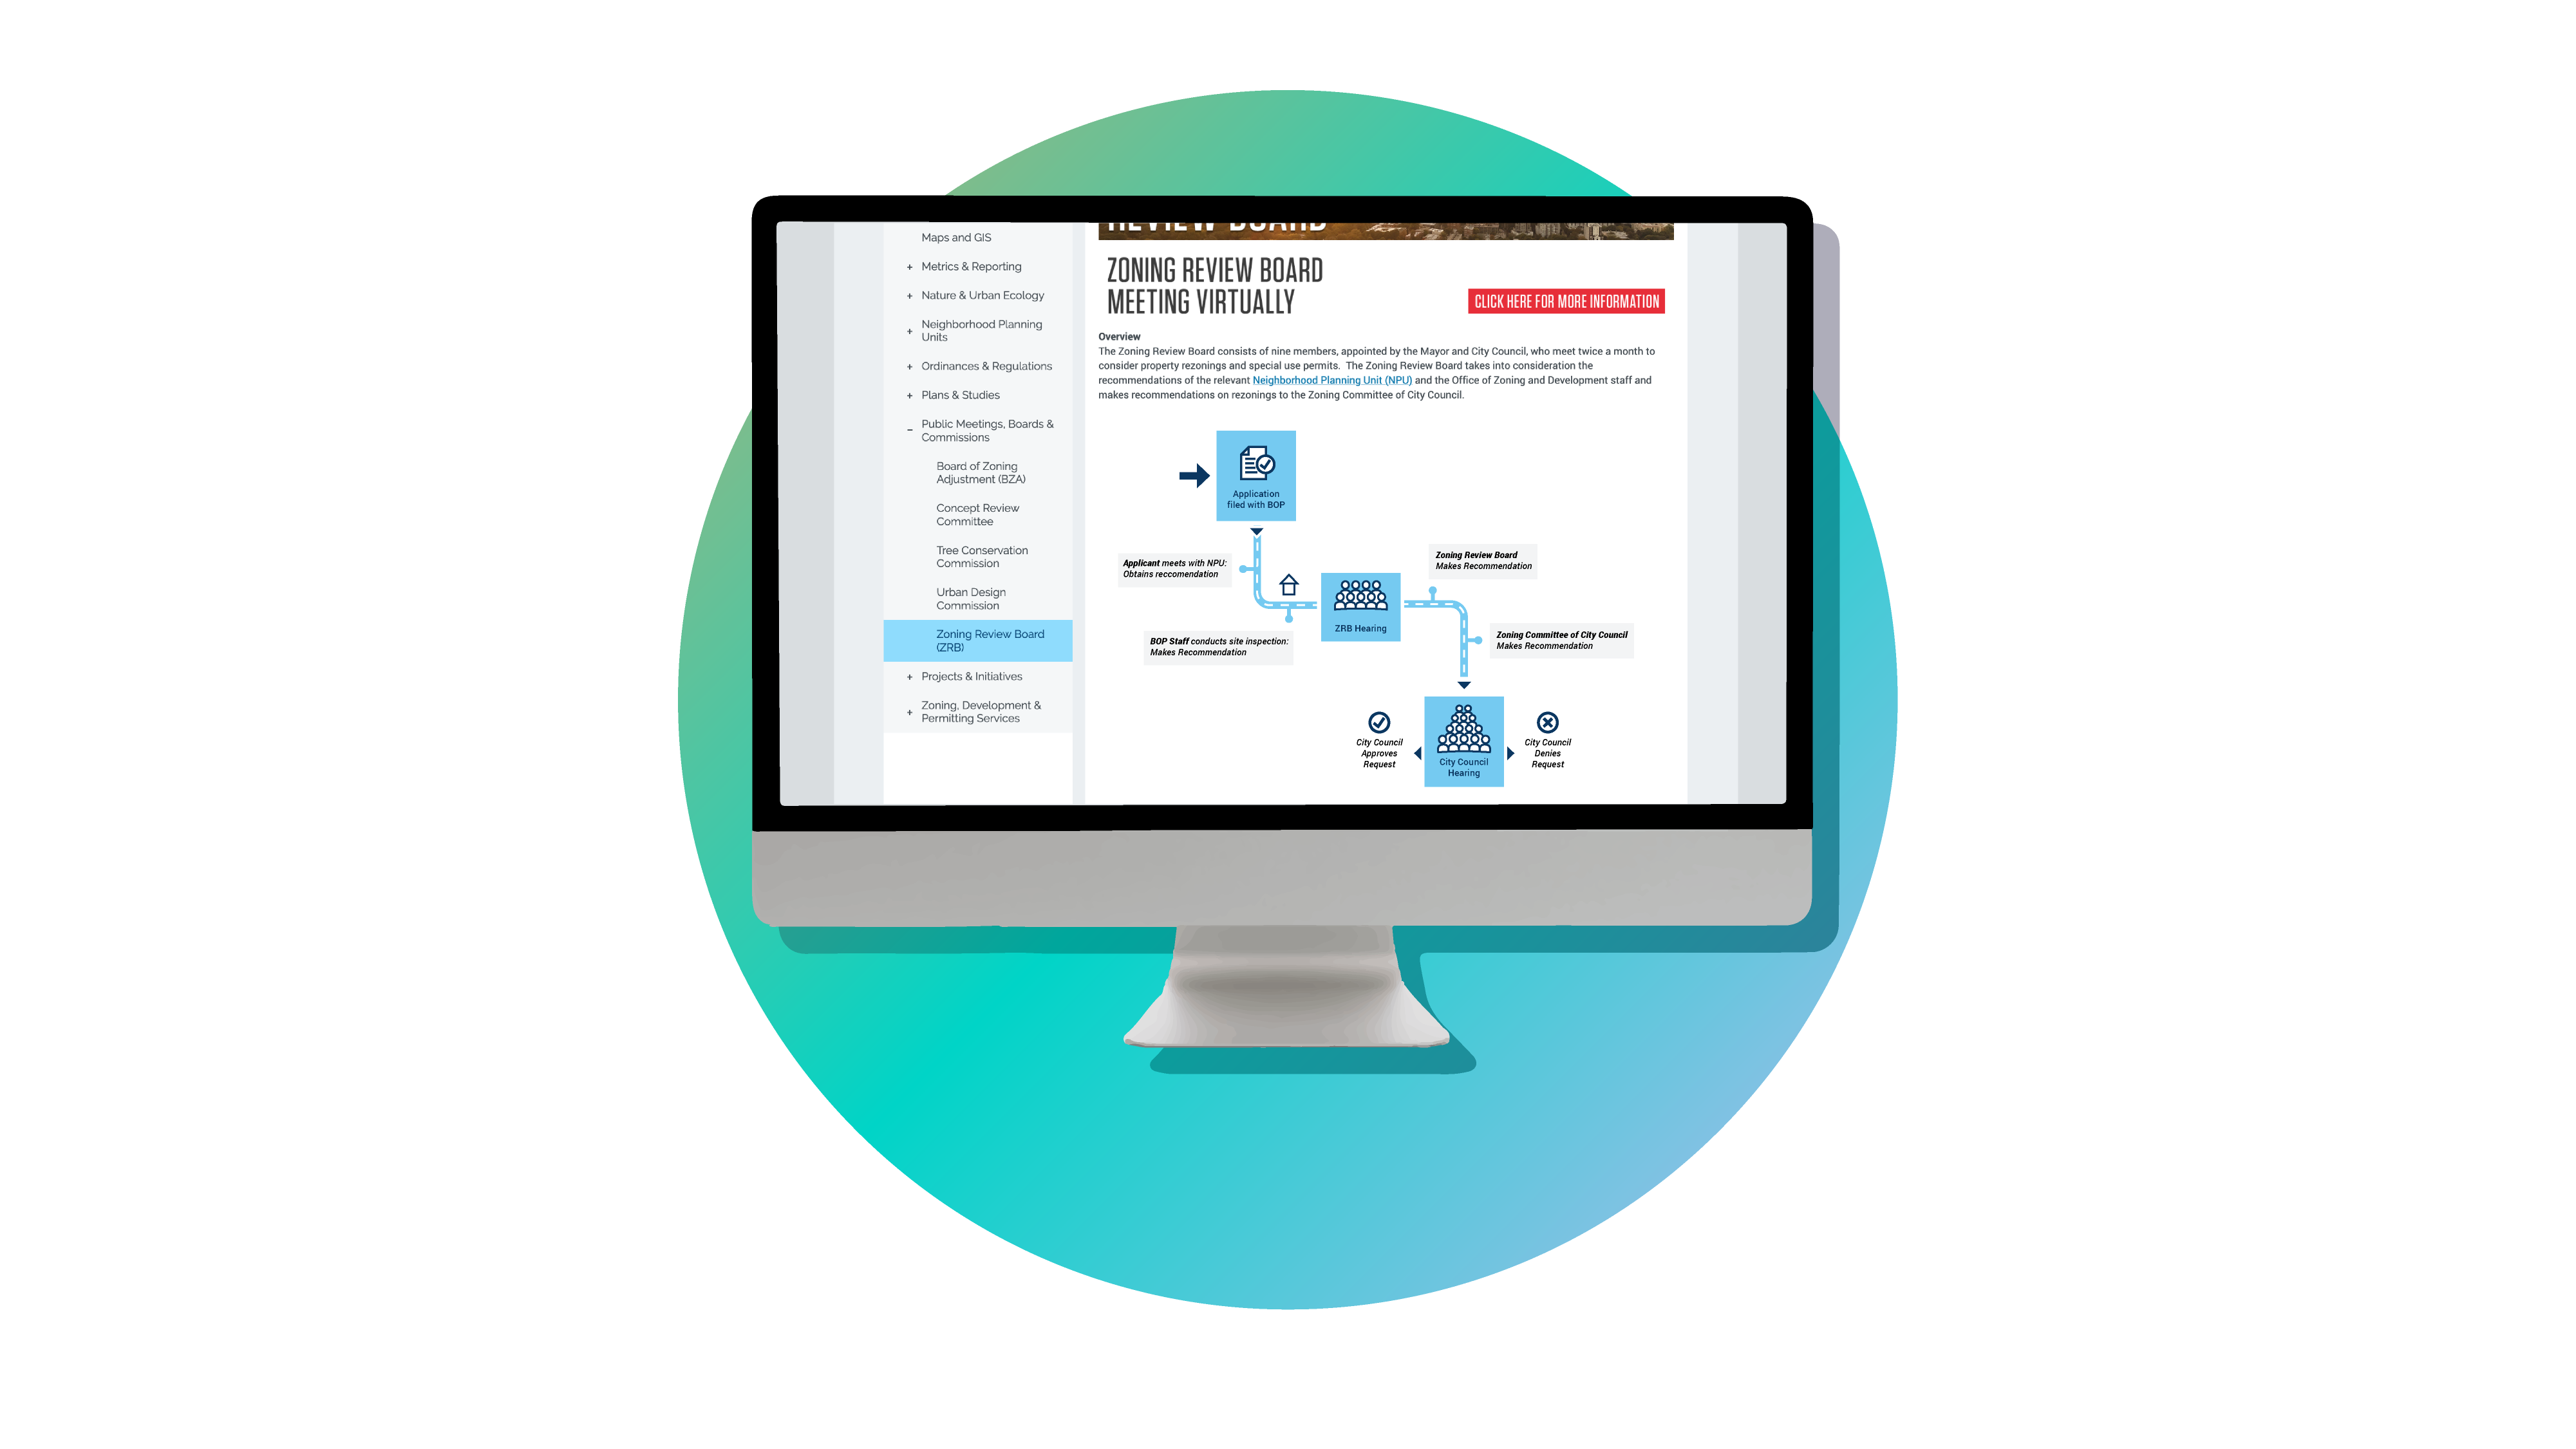 REVIEW BOARD
Maps and GIS
+ Metrics & Reporting
+ Nature & Urban Ecology
+ Neighborhood Planning
Units
+ Ordinances & Regulations
+ Plans & Studies
− Public Meetings, Boards &
Commissions
Board of Zoning
Adjustment (BZA)
Concept Review
Committee
Tree Conservation
Commission
Urban Design
Commission
Zoning Review Board
(ZRB)
+ Projects & Initiatives
+ Zoning, Development &
Permitting Services
ZONING REVIEW BOARD
MEETING VIRTUALLY
CLICK HERE FOR MORE INFORMATION
Overview
The Zoning Review Board consists of nine members, appointed by the Mayor and City Council, who meet twice a month to
consider property rezonings and special use permits. The Zoning Review Board takes into consideration the
recommendations of the relevant Neighborhood Planning Unit (NPU) and the Office of Zoning and Development staff and
makes recommendations on rezonings to the Zoning Committee of City Council.
Application
filed with BOP
Applicant meets with NPU:
Obtains reccomendation
BOP Staff conducts site inspection:
Makes Recommendation
ZRB Hearing
Zoning Review Board
Makes Recommendation
Zoning Committee of City Council
Makes Recommendation
City Council
Approves
Request
City Council
Hearing
City Council
Denies
Request